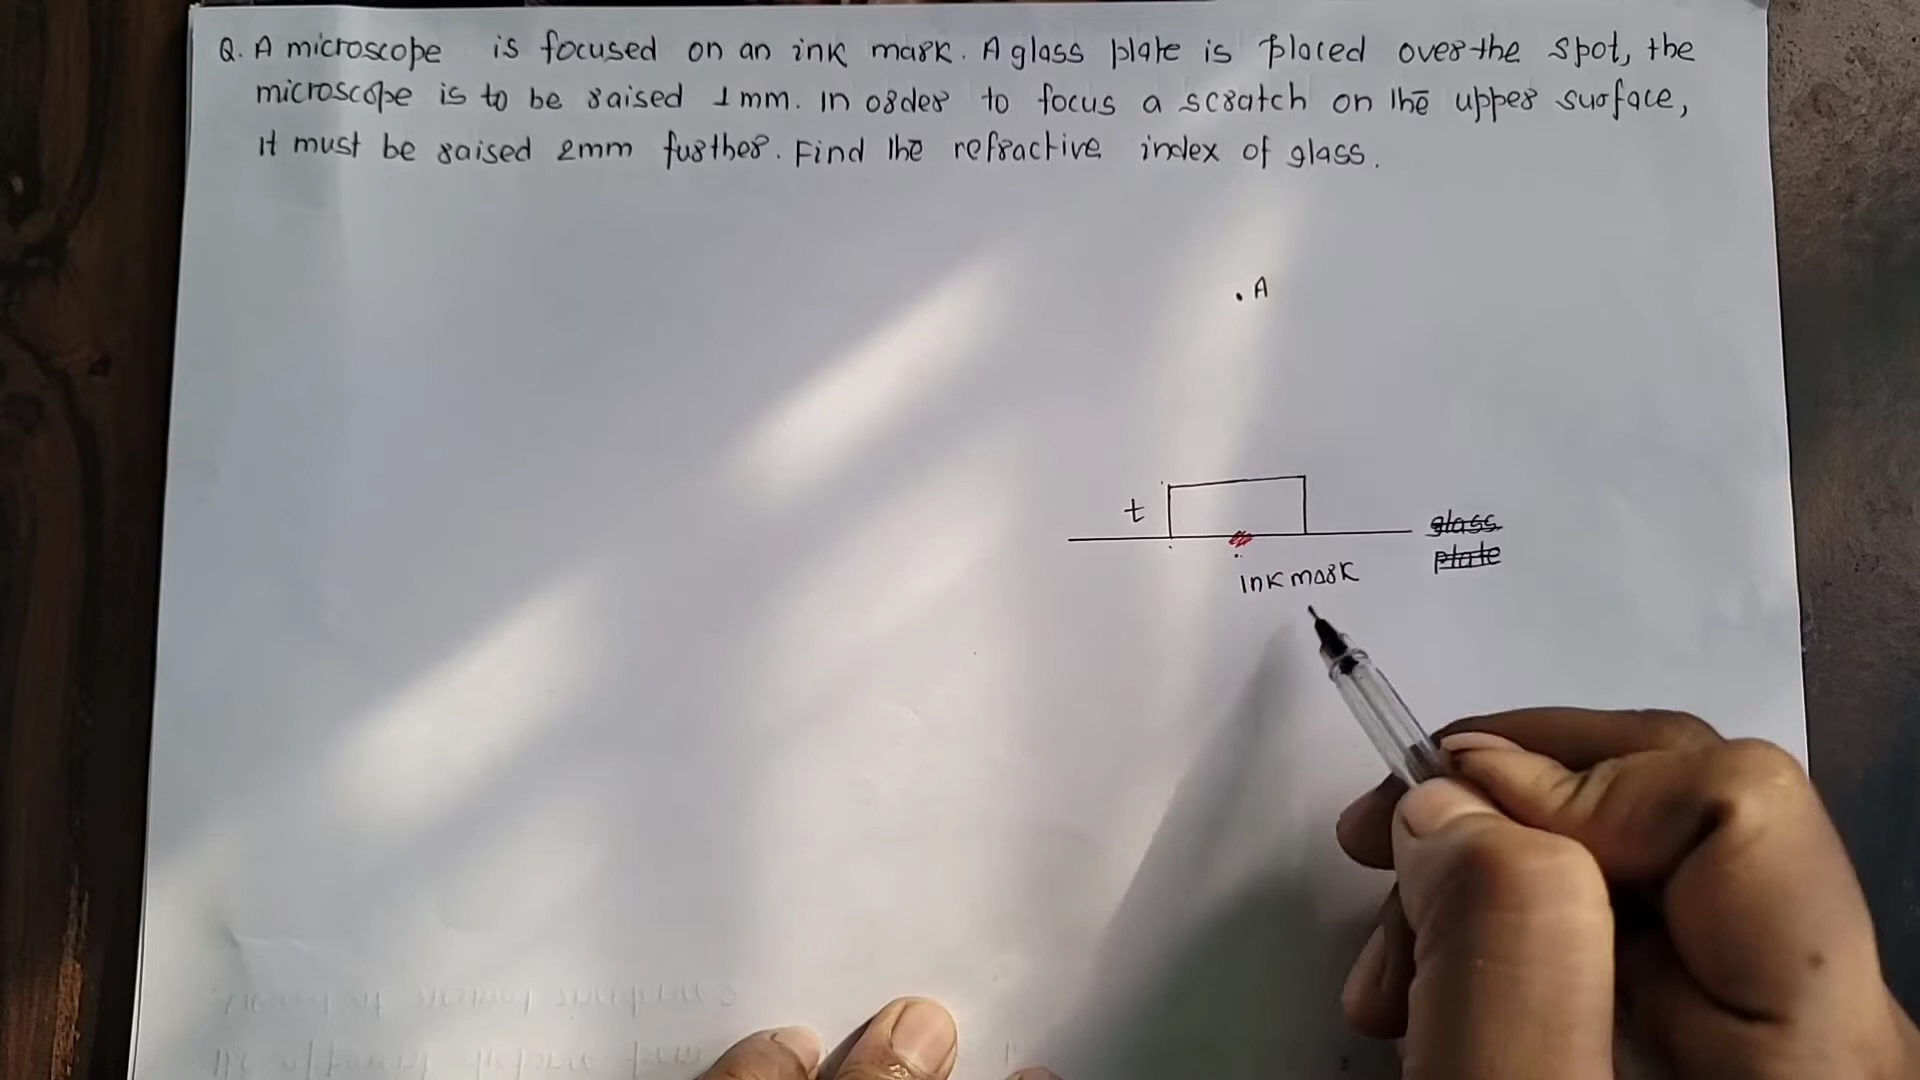 Q. A microscope is focused on an ink mark. A glass plate is placed over the spot, the
microscope is to be raised 1mm. In order to focus a scratch on the upper surface,
it must be raised 2mm further. Find the refractive index of glass.
. A
t
glass
plate
Ink mark